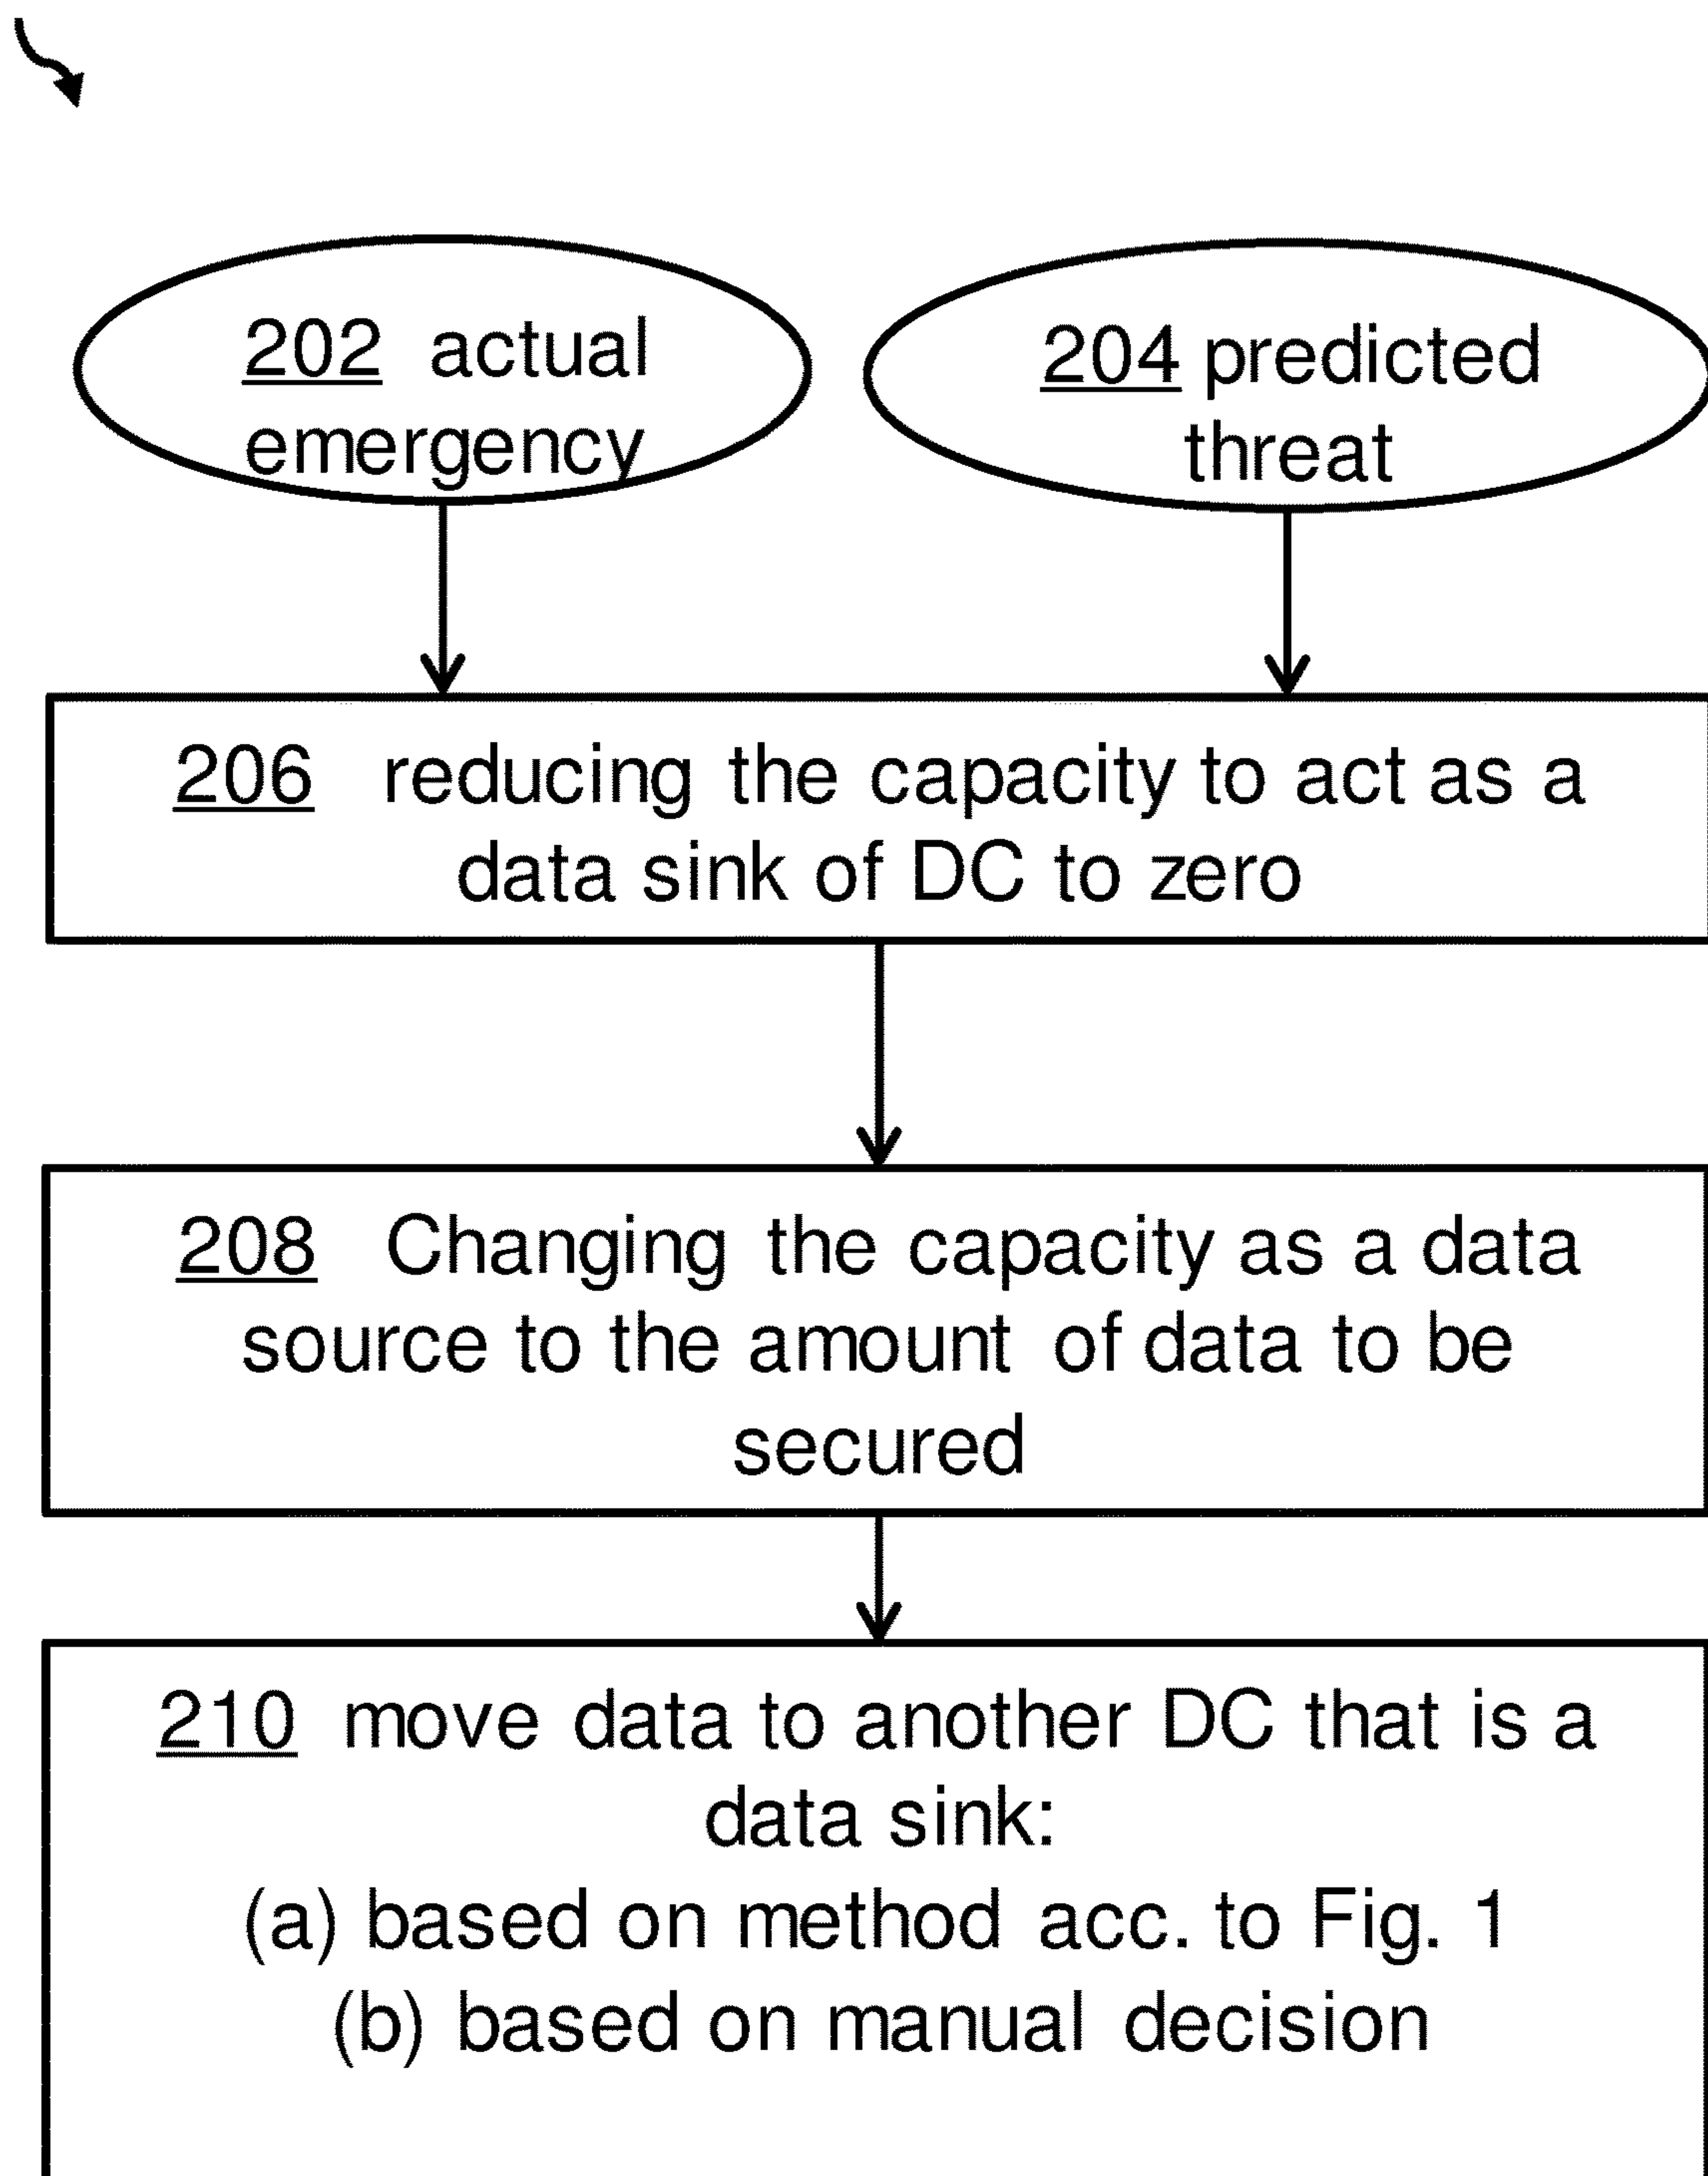 202 actual
emergency
204 predicted
threat
206 reducing the capacity to act as a
data sink of DC to zero
208 Changing the capacity as a data
source to the amount of data to be
secured
210 move data to another DC that is a
data sink:
(a) based on method acc. to Fig. 1
(b) based on manual decision